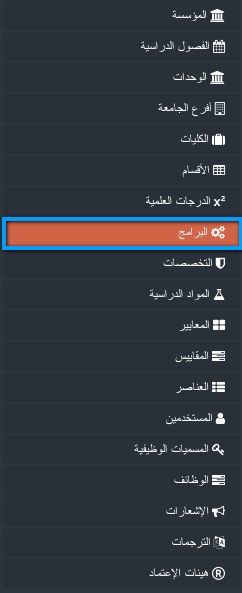 المؤسسة
الفصول الدراسية
الوحدات
أفرع الجامعة
الكليات
الأقسام
الدرجات العلمية x²
البرامج
التخصصات
المواد الدراسية
المعايير
المقاييس
العناصر
المستخدمين
المسميات الوظيفية
الوظائف
الإشعارات
الترجمات
هيئات الإعتماد